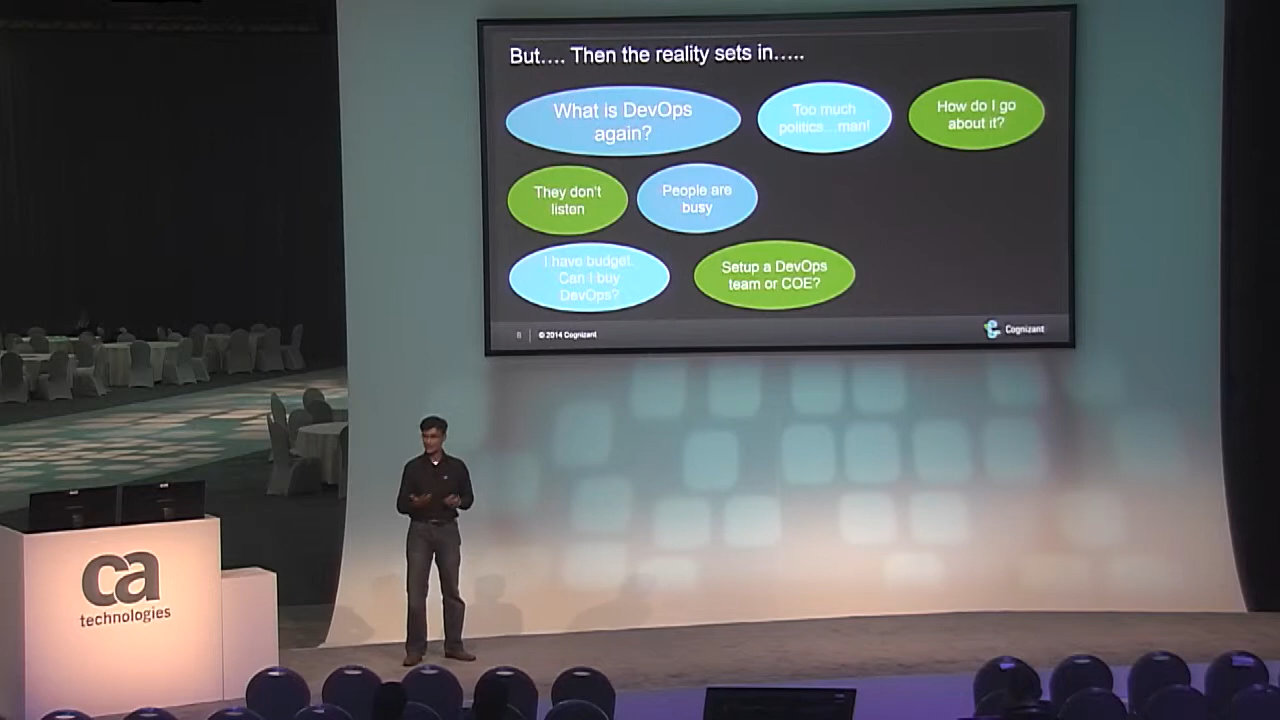 But.... Then the reality sets in.....
What is DevOps
again?
Too much
politics...man!
How do I go
about it?
They don't
listen
People are
busy
I have budget.
Can I buy
DevOps?
Setup a DevOps
team or COE?
8
© 2014 Cognizant
Cognizant
ca
technologies